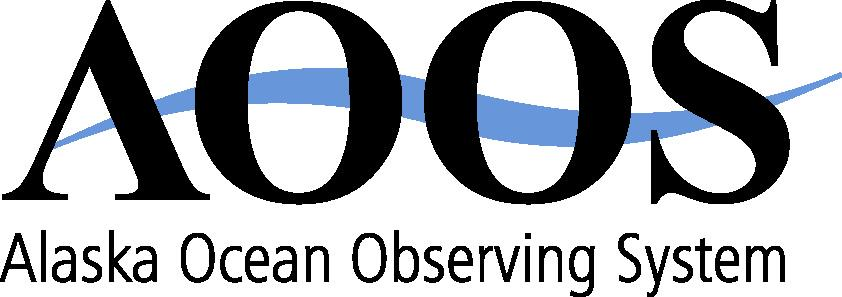 AOOS
Alaska Ocean Observing System